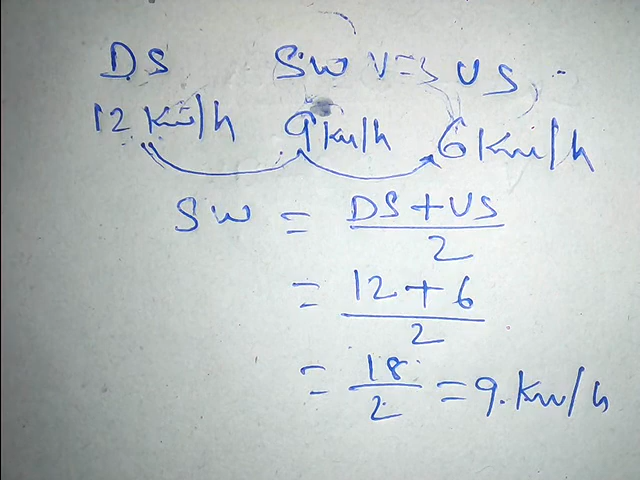 DS SW US
12 Km/h 9 Km/h 6 Km/h
SW = DS+US
2
= 12+6
2
= 18
2 = 9.Km/h